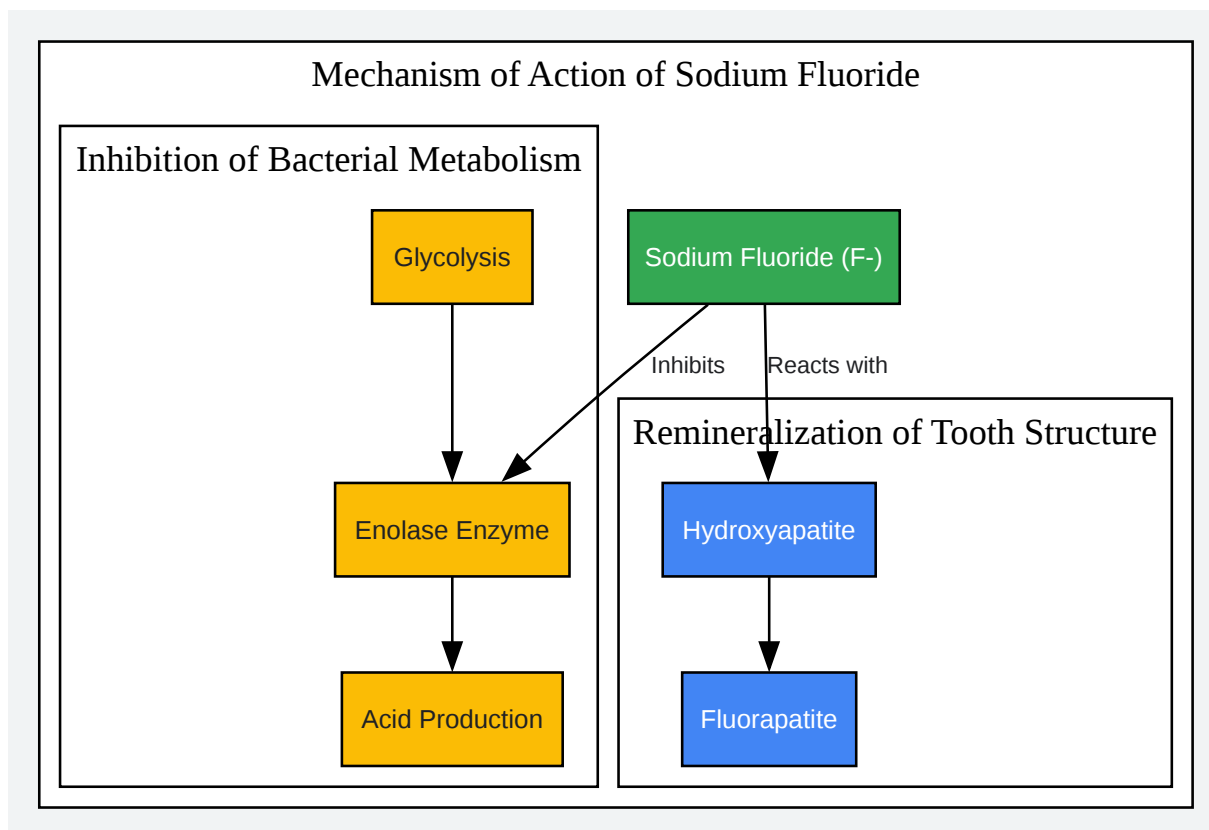 Mechanism of Action of Sodium Fluoride
Inhibition of Bacterial Metabolism
Glycolysis
Sodium Fluoride (F-)
Inhibits
Reacts with
Remineralization of Tooth Structure
Enolase Enzyme
Hydroxyapatite
Acid Production
Fluorapatite